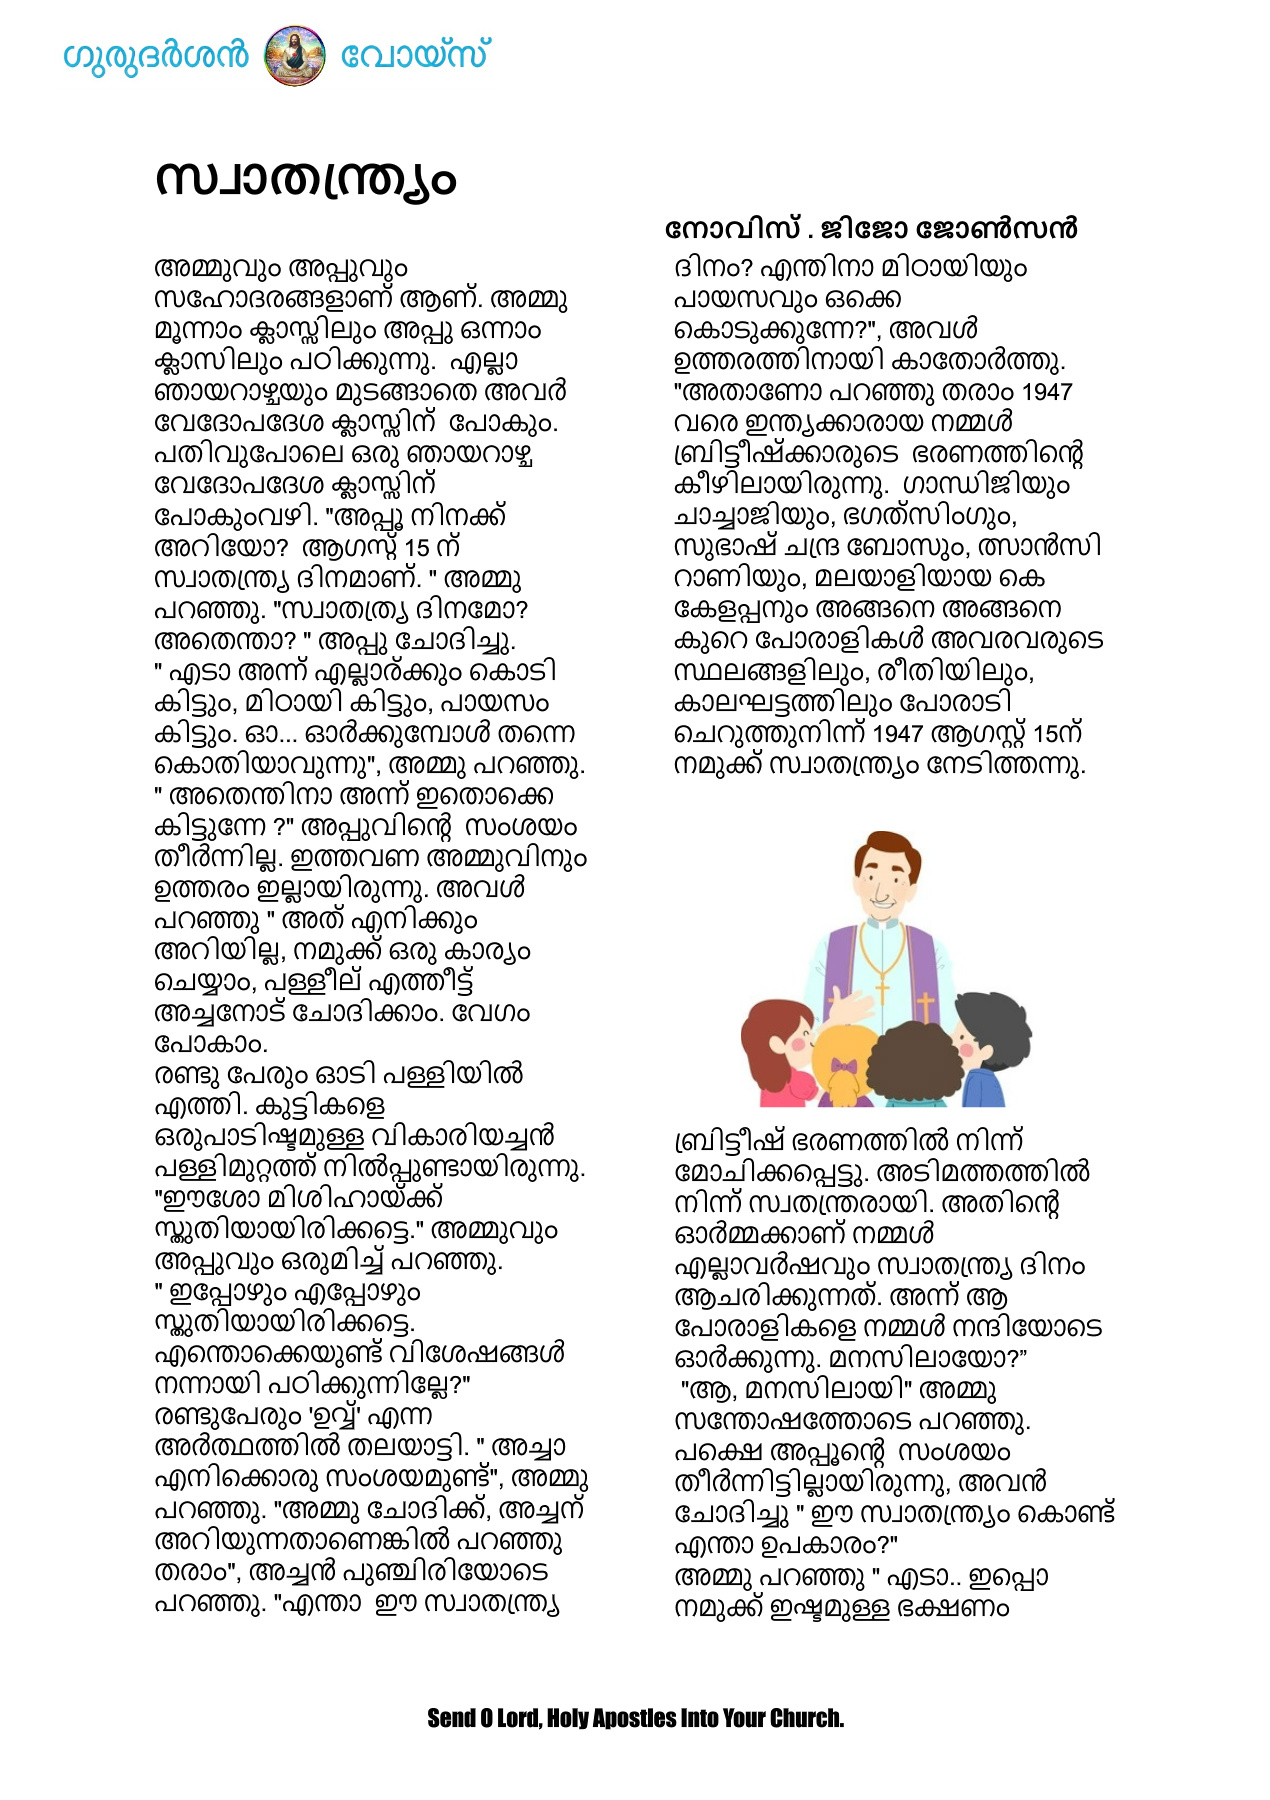 ഗുരുദർശൻ വോയ്സ്
സ്വാതന്ത്ര്യം
നോവിസ് . ജിജോ ജോൺസൻ
അമ്മുവും അപ്പുവും
സഹോദരങ്ങളാണ് ആണ്. അമ്മു
മൂന്നാം ക്ലാസ്സിലും അപ്പു ഒന്നാം
ക്ലാസിലും പഠിക്കുന്നു. എല്ലാ
ഞായറാഴ്ചയും മുടങ്ങാതെ അവർ
വേദോപദേശ ക്ലാസ്സിന് പോകും.
പതിവുപോലെ ഒരു ഞായറാഴ്ച
വേദോപദേശ ക്ലാസ്സിന്
പോകുംവഴി. "അപ്പൂ നിനക്ക്
അറിയോ? ആഗസ്റ്റ് 15 ന്
സ്വാതന്ത്ര്യ ദിനമാണ്. " അമ്മു
പറഞ്ഞു. "സ്വാതത്ര്യ ദിനമോ?
അതെന്താ? " അപ്പു ചോദിച്ചു.
" എടാ അന്ന് എല്ലാര്ക്കും കൊടി
കിട്ടും, മിഠായി കിട്ടും, പായസം
കിട്ടും. ഓ... ഓർക്കുമ്പോൾ തന്നെ
കൊതിയാവുന്നു", അമ്മു പറഞ്ഞു.
" അതെന്തിനാ അന്ന് ഇതൊക്കെ
കിട്ടുന്നേ ?" അപ്പുവിന്റെ സംശയം
തീർന്നില്ല. ഇത്തവണ അമ്മുവിനും
ഉത്തരം ഇല്ലായിരുന്നു. അവൾ
പറഞ്ഞു " അത് എനിക്കും
അറിയില്ല, നമുക്ക് ഒരു കാര്യം
ചെയ്യാം, പള്ളീല് എത്തീട്ട്
അച്ചനോട് ചോദിക്കാം. വേഗം
പോകാം.
രണ്ടു പേരും ഓടി പള്ളിയിൽ
എത്തി. കുട്ടികളെ
ഒരുപാടിഷ്ടമുള്ള വികാരിയച്ചൻ
പള്ളിമുറ്റത്ത് നിൽപ്പുണ്ടായിരുന്നു.
"ഈശോ മിശിഹായ്ക്ക്
സ്തുതിയായിരിക്കട്ടെ." അമ്മുവും
അപ്പുവും ഒരുമിച്ച് പറഞ്ഞു.
" ഇപ്പോഴും എപ്പോഴും
സ്തുതിയായിരിക്കട്ടെ.
എന്തൊക്കെയുണ്ട് വിശേഷങ്ങൾ
നന്നായി പഠിക്കുന്നില്ലേ?"
രണ്ടുപേരും 'ഉവ്വ്' എന്ന
അർത്ഥത്തിൽ തലയാട്ടി. " അച്ചാ
എനിക്കൊരു സംശയമുണ്ട്", അമ്മു
പറഞ്ഞു. "അമ്മു ചോദിക്ക്, അച്ചന്
അറിയുന്നതാണെങ്കിൽ പറഞ്ഞു
തരാം", അച്ചൻ പുഞ്ചിരിയോടെ
പറഞ്ഞു. "എന്താ ഈ സ്വാതന്ത്ര്യ
ദിനം? എന്തിനാ മിഠായിയും
പായസവും ഒക്കെ
കൊടുക്കുന്നേ?", അവൾ
ഉത്തരത്തിനായി കാതോർത്തു.
"അതാണോ പറഞ്ഞു തരാം 1947
വരെ ഇന്ത്യക്കാരായ നമ്മൾ
ബ്രിട്ടീഷ്ക്കാരുടെ ഭരണത്തിന്റെ
കീഴിലായിരുന്നു. ഗാന്ധിജിയും
ചാച്ചാജിയും, ഭഗത്സിംഗും,
സുഭാഷ് ചന്ദ്ര ബോസും, ത്സാൻസി
റാണിയും, മലയാളിയായ കെ
കേളപ്പനും അങ്ങനെ അങ്ങനെ
കുറെ പോരാളികൾ അവരവരുടെ
സ്ഥലങ്ങളിലും, രീതിയിലും,
കാലഘട്ടത്തിലും പോരാടി
ചെറുത്തുനിന്ന് 1947 ആഗസ്റ്റ് 15ന്
നമുക്ക് സ്വാതന്ത്ര്യം നേടിത്തന്നു.
ബ്രിട്ടീഷ് ഭരണത്തിൽ നിന്ന്
മോചിക്കപ്പെട്ടു. അടിമത്തത്തിൽ
നിന്ന് സ്വതന്ത്രരായി. അതിന്റെ
ഓർമ്മക്കാണ് നമ്മൾ
എല്ലാവർഷവും സ്വാതന്ത്ര്യ ദിനം
ആചരിക്കുന്നത്. അന്ന് ആ
പോരാളികളെ നമ്മൾ നന്ദിയോടെ
ഓർക്കുന്നു. മനസിലായോ?”
"ആ, മനസിലായി" അമ്മു
സന്തോഷത്തോടെ പറഞ്ഞു.
പക്ഷെ അപ്പൂന്റെ സംശയം
തീർന്നിട്ടില്ലായിരുന്നു, അവൻ
ചോദിച്ചു " ഈ സ്വാതന്ത്ര്യം കൊണ്ട്
എന്താ ഉപകാരം?"
അമ്മു പറഞ്ഞു " എടാ.. ഇപ്പൊ
നമുക്ക് ഇഷ്ടമുള്ള ഭക്ഷണം
Send O Lord, Holy Apostles Into Your Church.